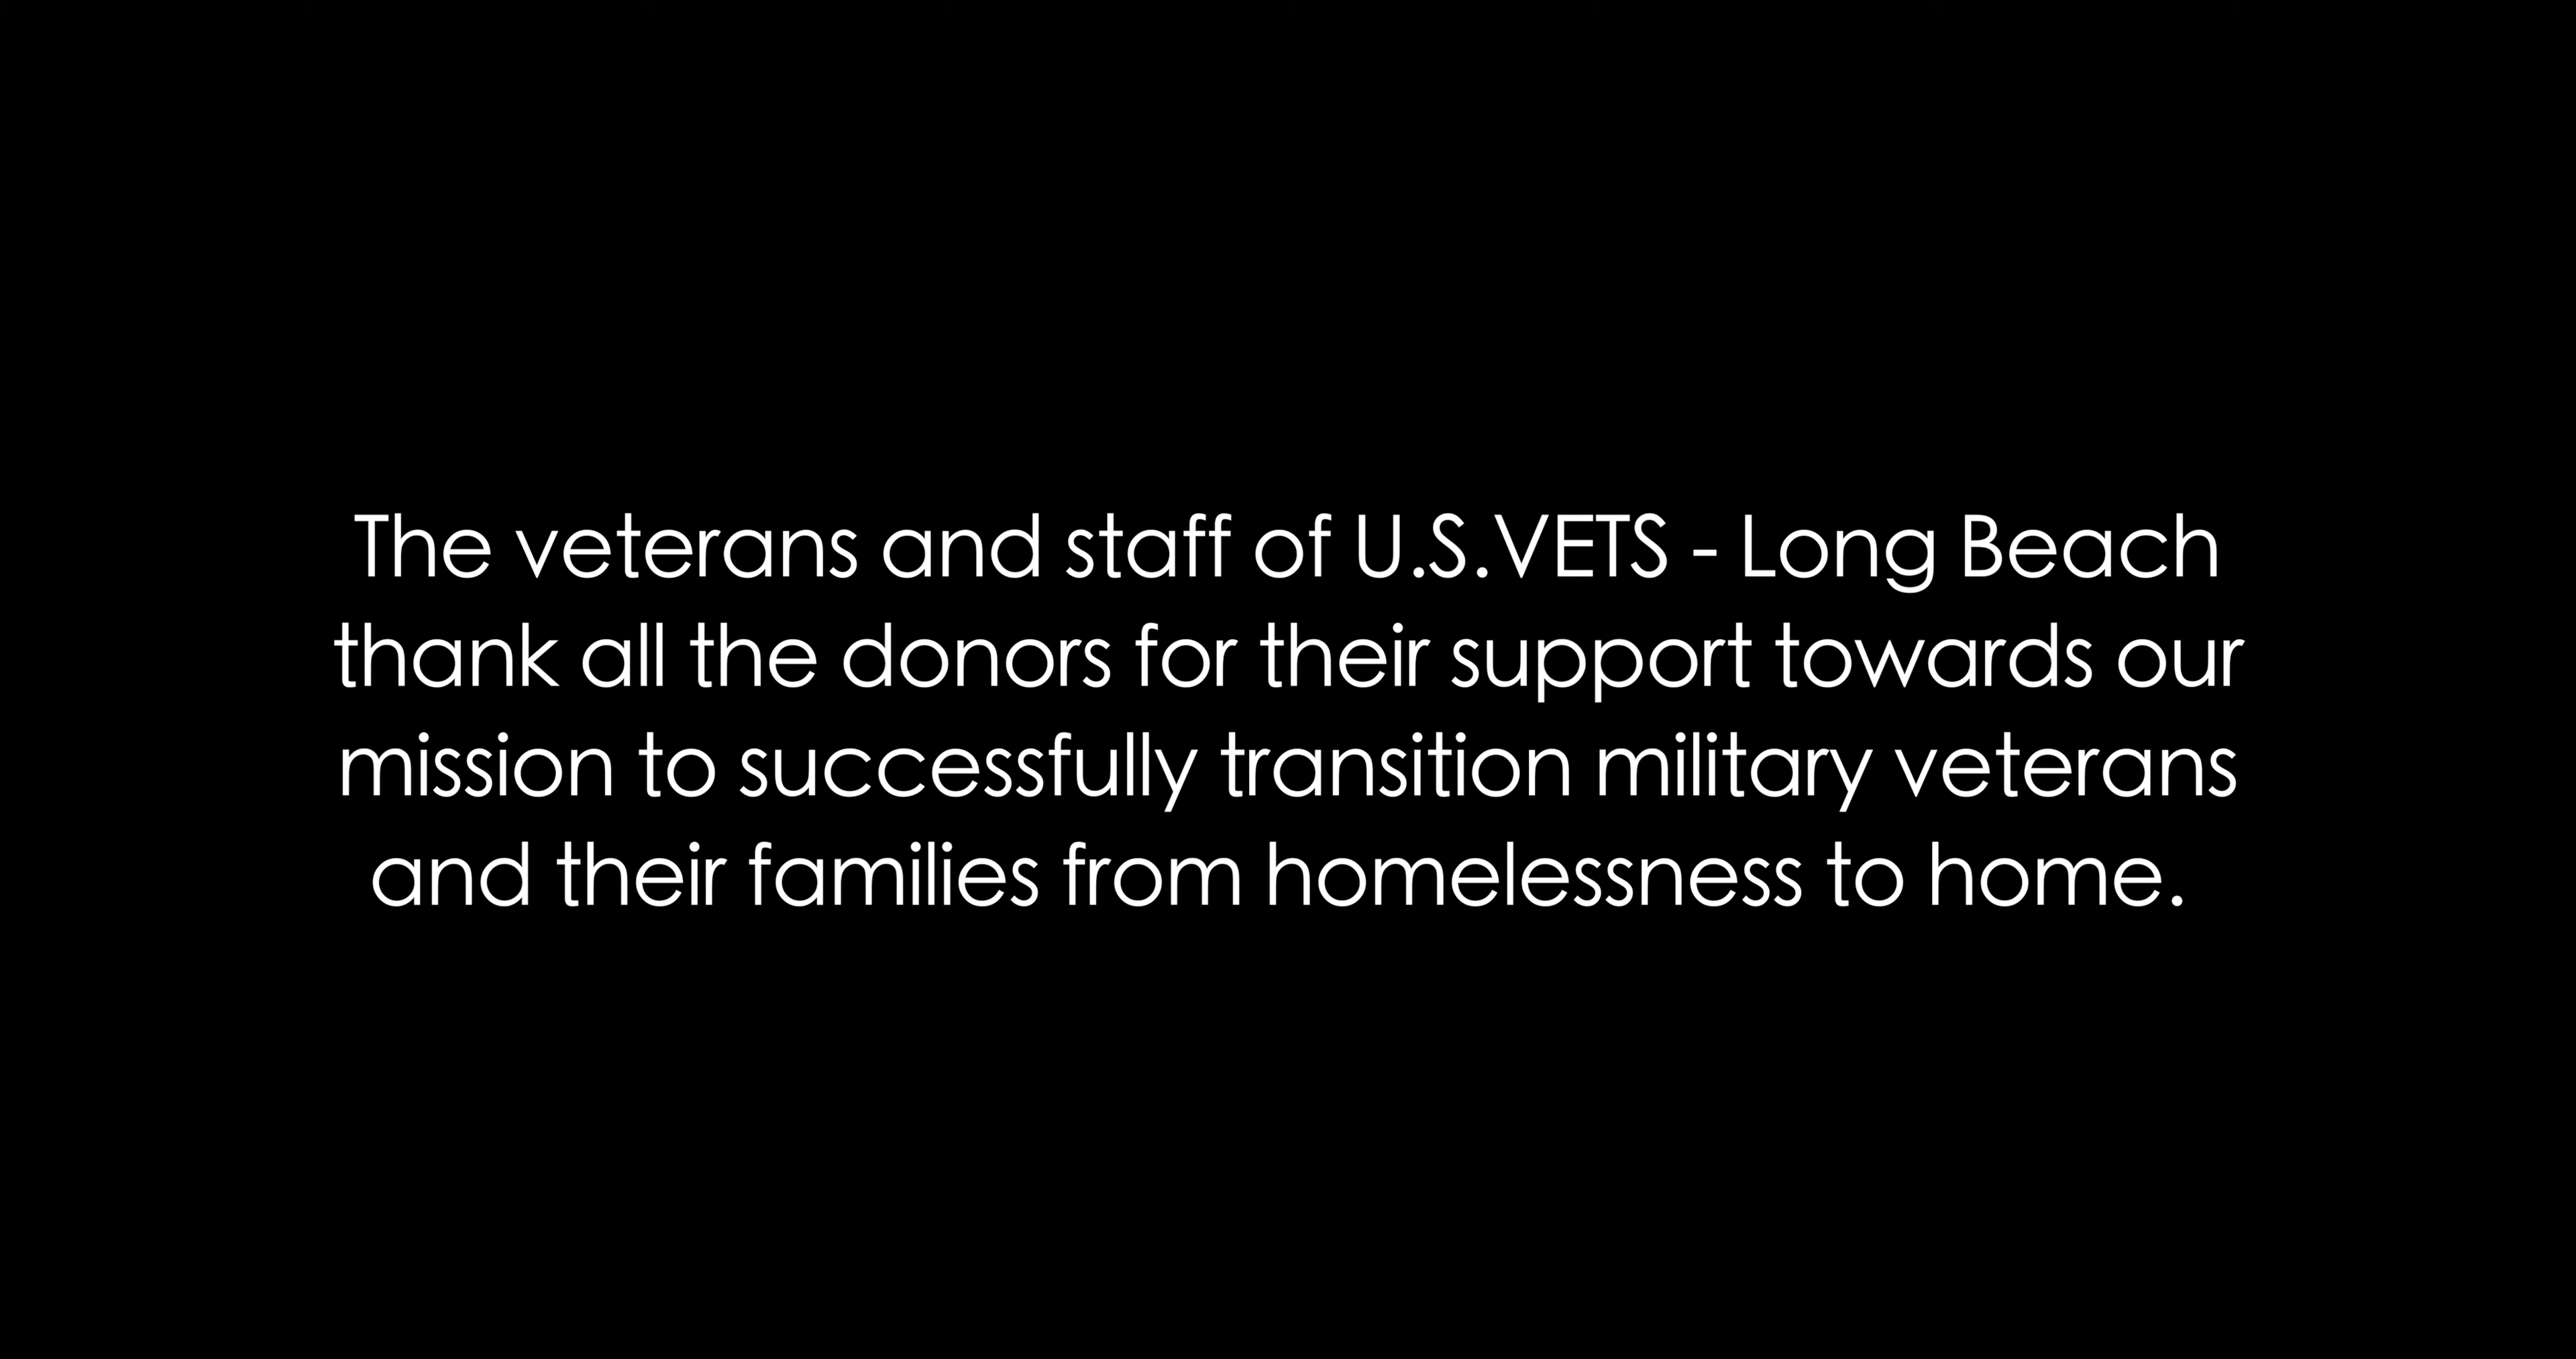 The veterans and staff of U.S.VETS - Long Beach
thank all the donors for their support towards our
mission to successfully transition military veterans
and their families from homelessness to home.